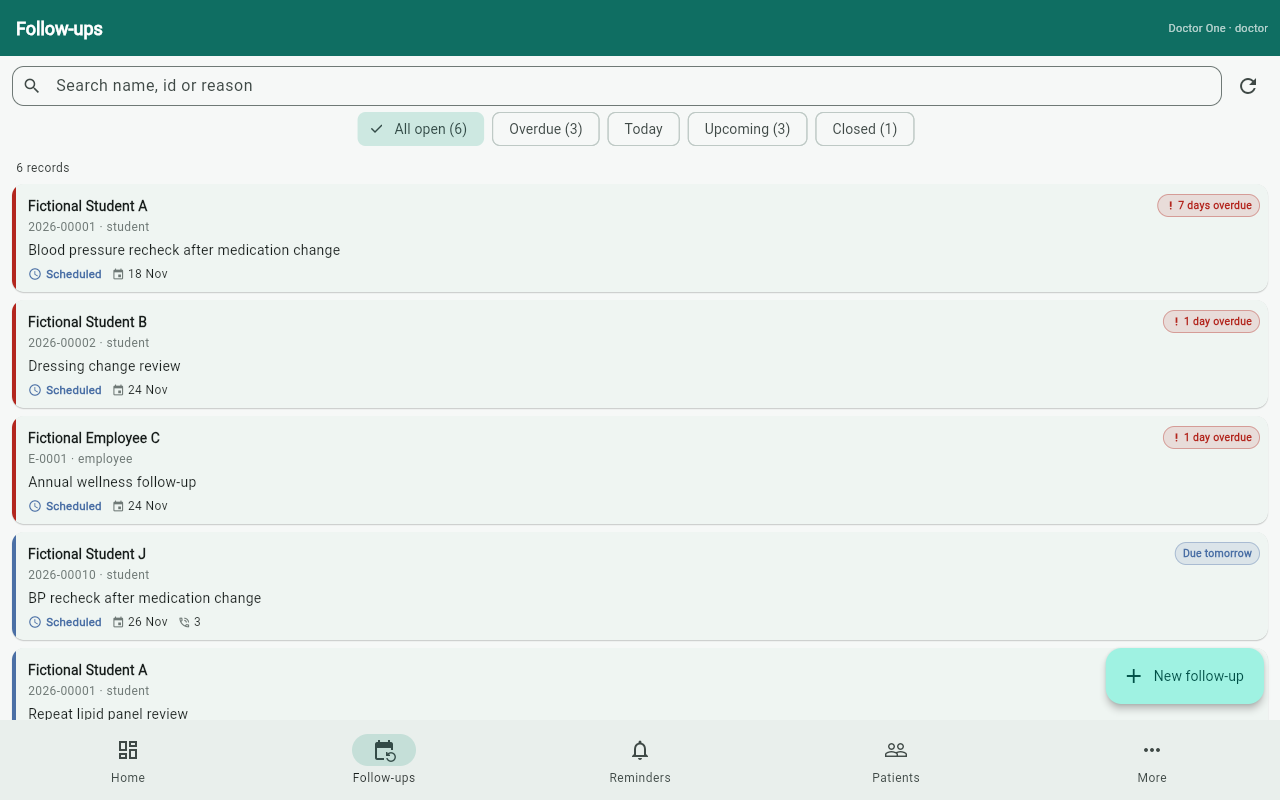 Follow-ups
Doctor One · doctor
Search name, id or reason
All open (6)
Overdue (3)
Today
Upcoming (3)
Closed (1)
6 records
Fictional Student A
! 7 days overdue
2026-00001 · student
Blood pressure recheck after medication change
Scheduled 18 Nov
Fictional Student B
! 1 day overdue
2026-00002 · student
Dressing change review
Scheduled 24 Nov
Fictional Employee C
! 1 day overdue
E-0001 · employee
Annual wellness follow-up
Scheduled 24 Nov
Fictional Student J
Due tomorrow
2026-00010 · student
BP recheck after medication change
Scheduled 26 Nov 3
Fictional Student A
2026-00001 · student
Repeat lipid panel review
New follow-up
Home
Follow-ups
Reminders
Patients
More